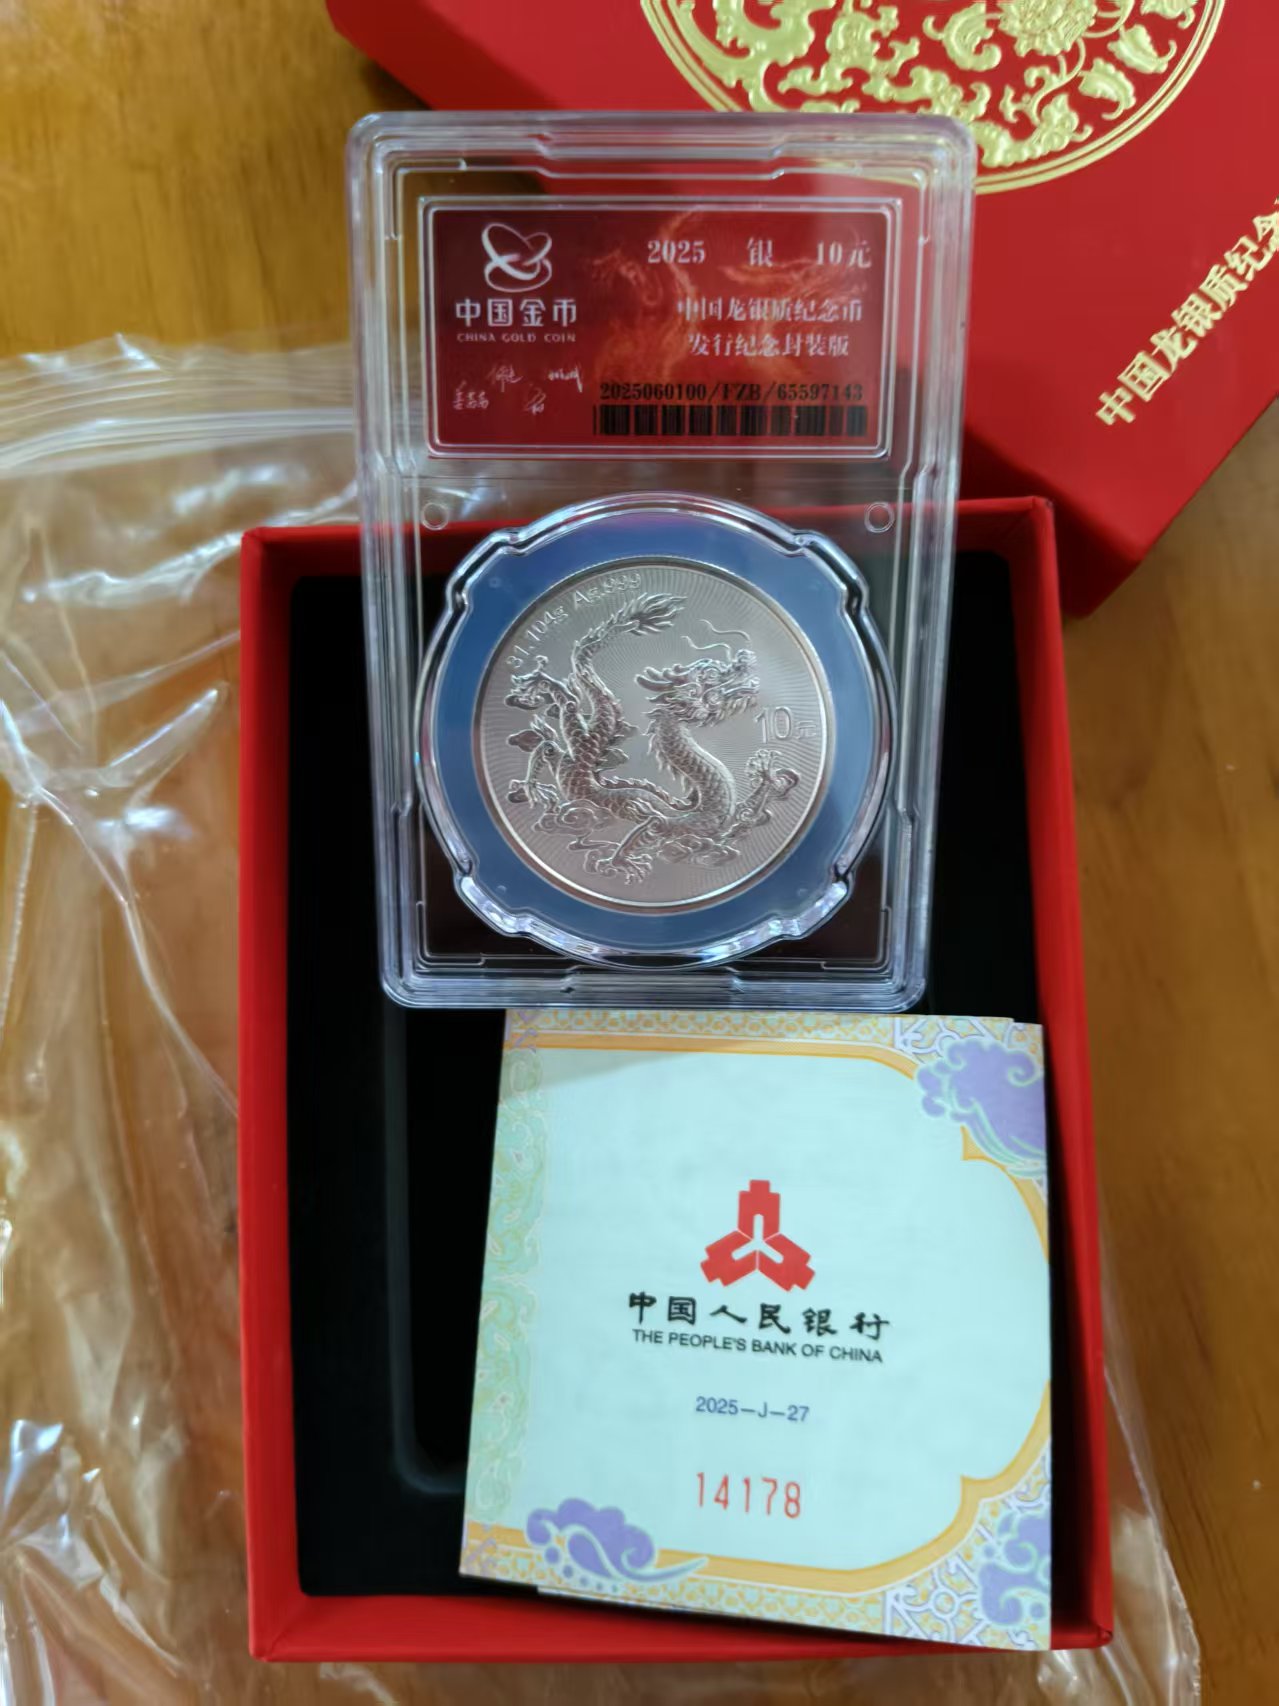 中国金币
CHINA GOLD COIN
2025 银 10元
中国龙银质纪念币
发行纪念封装版
2025060100/FZB/65597143
中国龙银质纪念
31.104g Ag.999
10元
中国人民银行
THE PEOPLE'S BANK OF CHINA
2025-J-27
14178